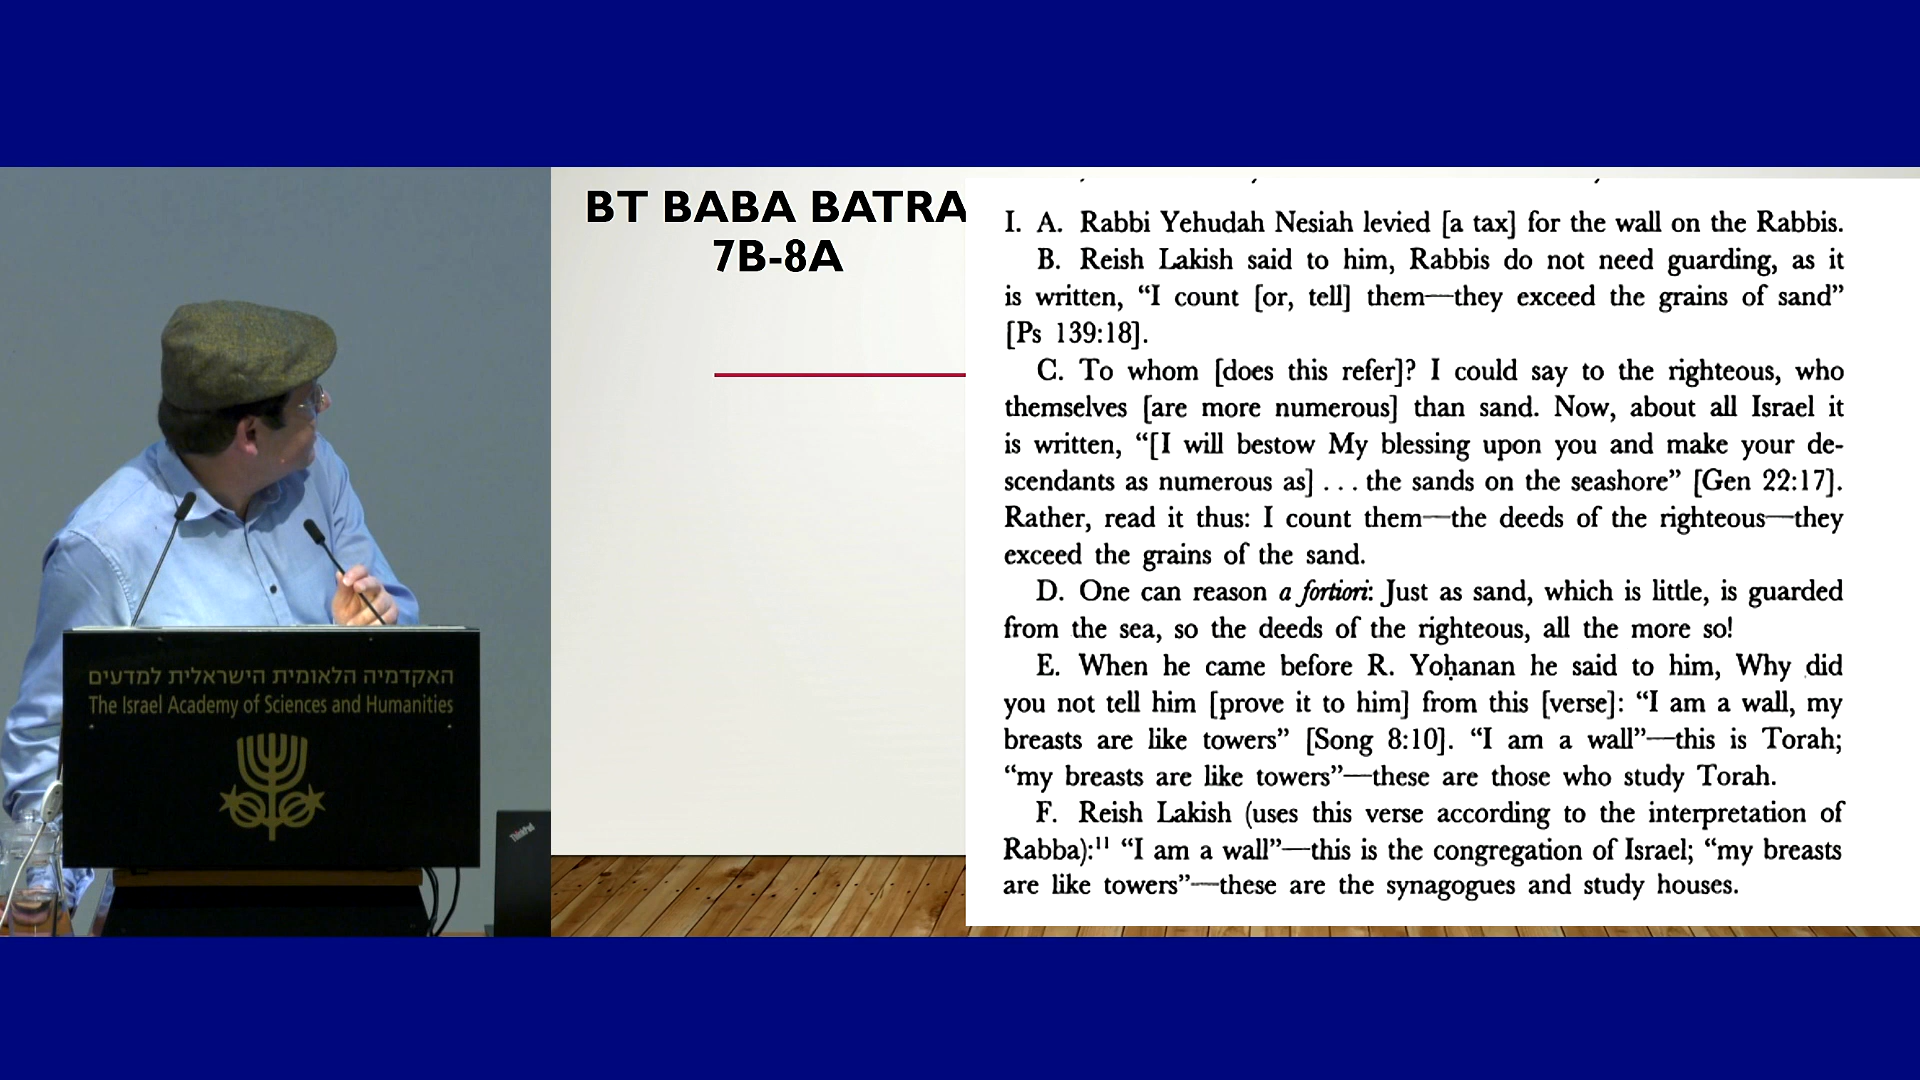 BT BABA BATRA
7B-8A
I. A. Rabbi Yehudah Nesiah levied [a tax] for the wall on the Rabbis.
B. Reish Lakish said to him, Rabbis do not need guarding, as it
is written, “I count [or, tell] them—they exceed the grains of sand”
[Ps 139:18].
C. To whom [does this refer]? I could say to the righteous, who
themselves [are more numerous] than sand. Now, about all Israel it
is written, “[I will bestow My blessing upon you and make your de-
scendants as numerous as] . . . the sands on the seashore” [Gen 22:17].
Rather, read it thus: I count them—the deeds of the righteous—they
exceed the grains of the sand.
D. One can reason a fortiori: Just as sand, which is little, is guarded
from the sea, so the deeds of the righteous, all the more so!
E. When he came before R. Yoḥanan he said to him, Why did
you not tell him [prove it to him] from this [verse]: “I am a wall, my
breasts are like towers” [Song 8:10]. “I am a wall”—this is Torah;
“my breasts are like towers”—these are those who study Torah.
F. Reish Lakish (uses this verse according to the interpretation of
Rabba):¹¹ “I am a wall”—this is the congregation of Israel; “my breasts
are like towers”—these are the synagogues and study houses.
האקדמיה הלאומית הישראלית למדעים
The Israel Academy of Sciences and Humanities
ThinkPad